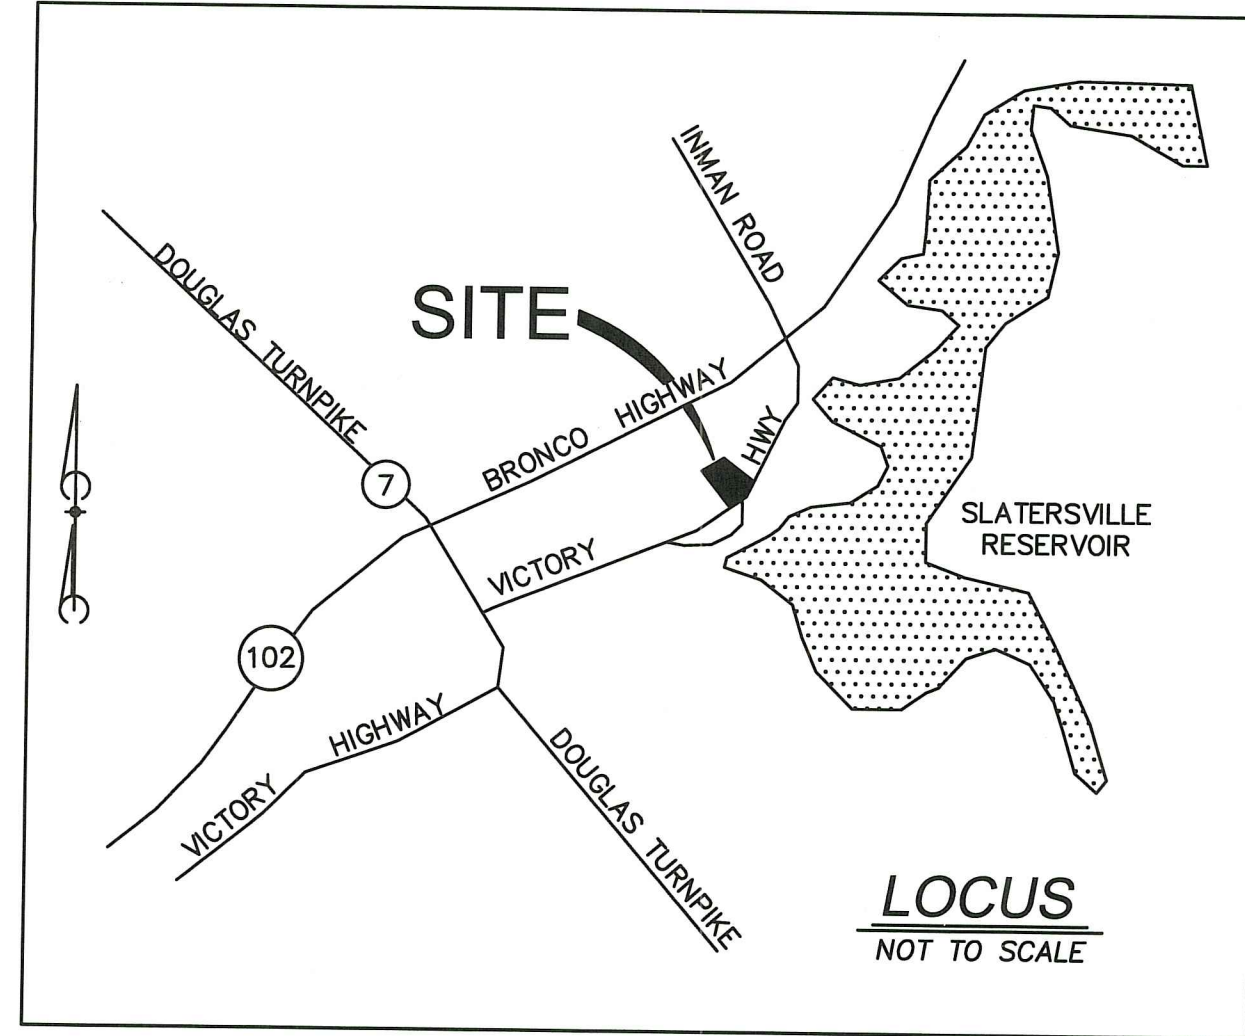 INMAN ROAD
DOUGLAS TURNPIKE
SITE
7
BRONCO HIGHWAY
HWY
VICTORY
SLATERSVILLE
RESERVOIR
102
VICTORY HIGHWAY
DOUGLAS TURNPIKE
LOCUS
NOT TO SCALE